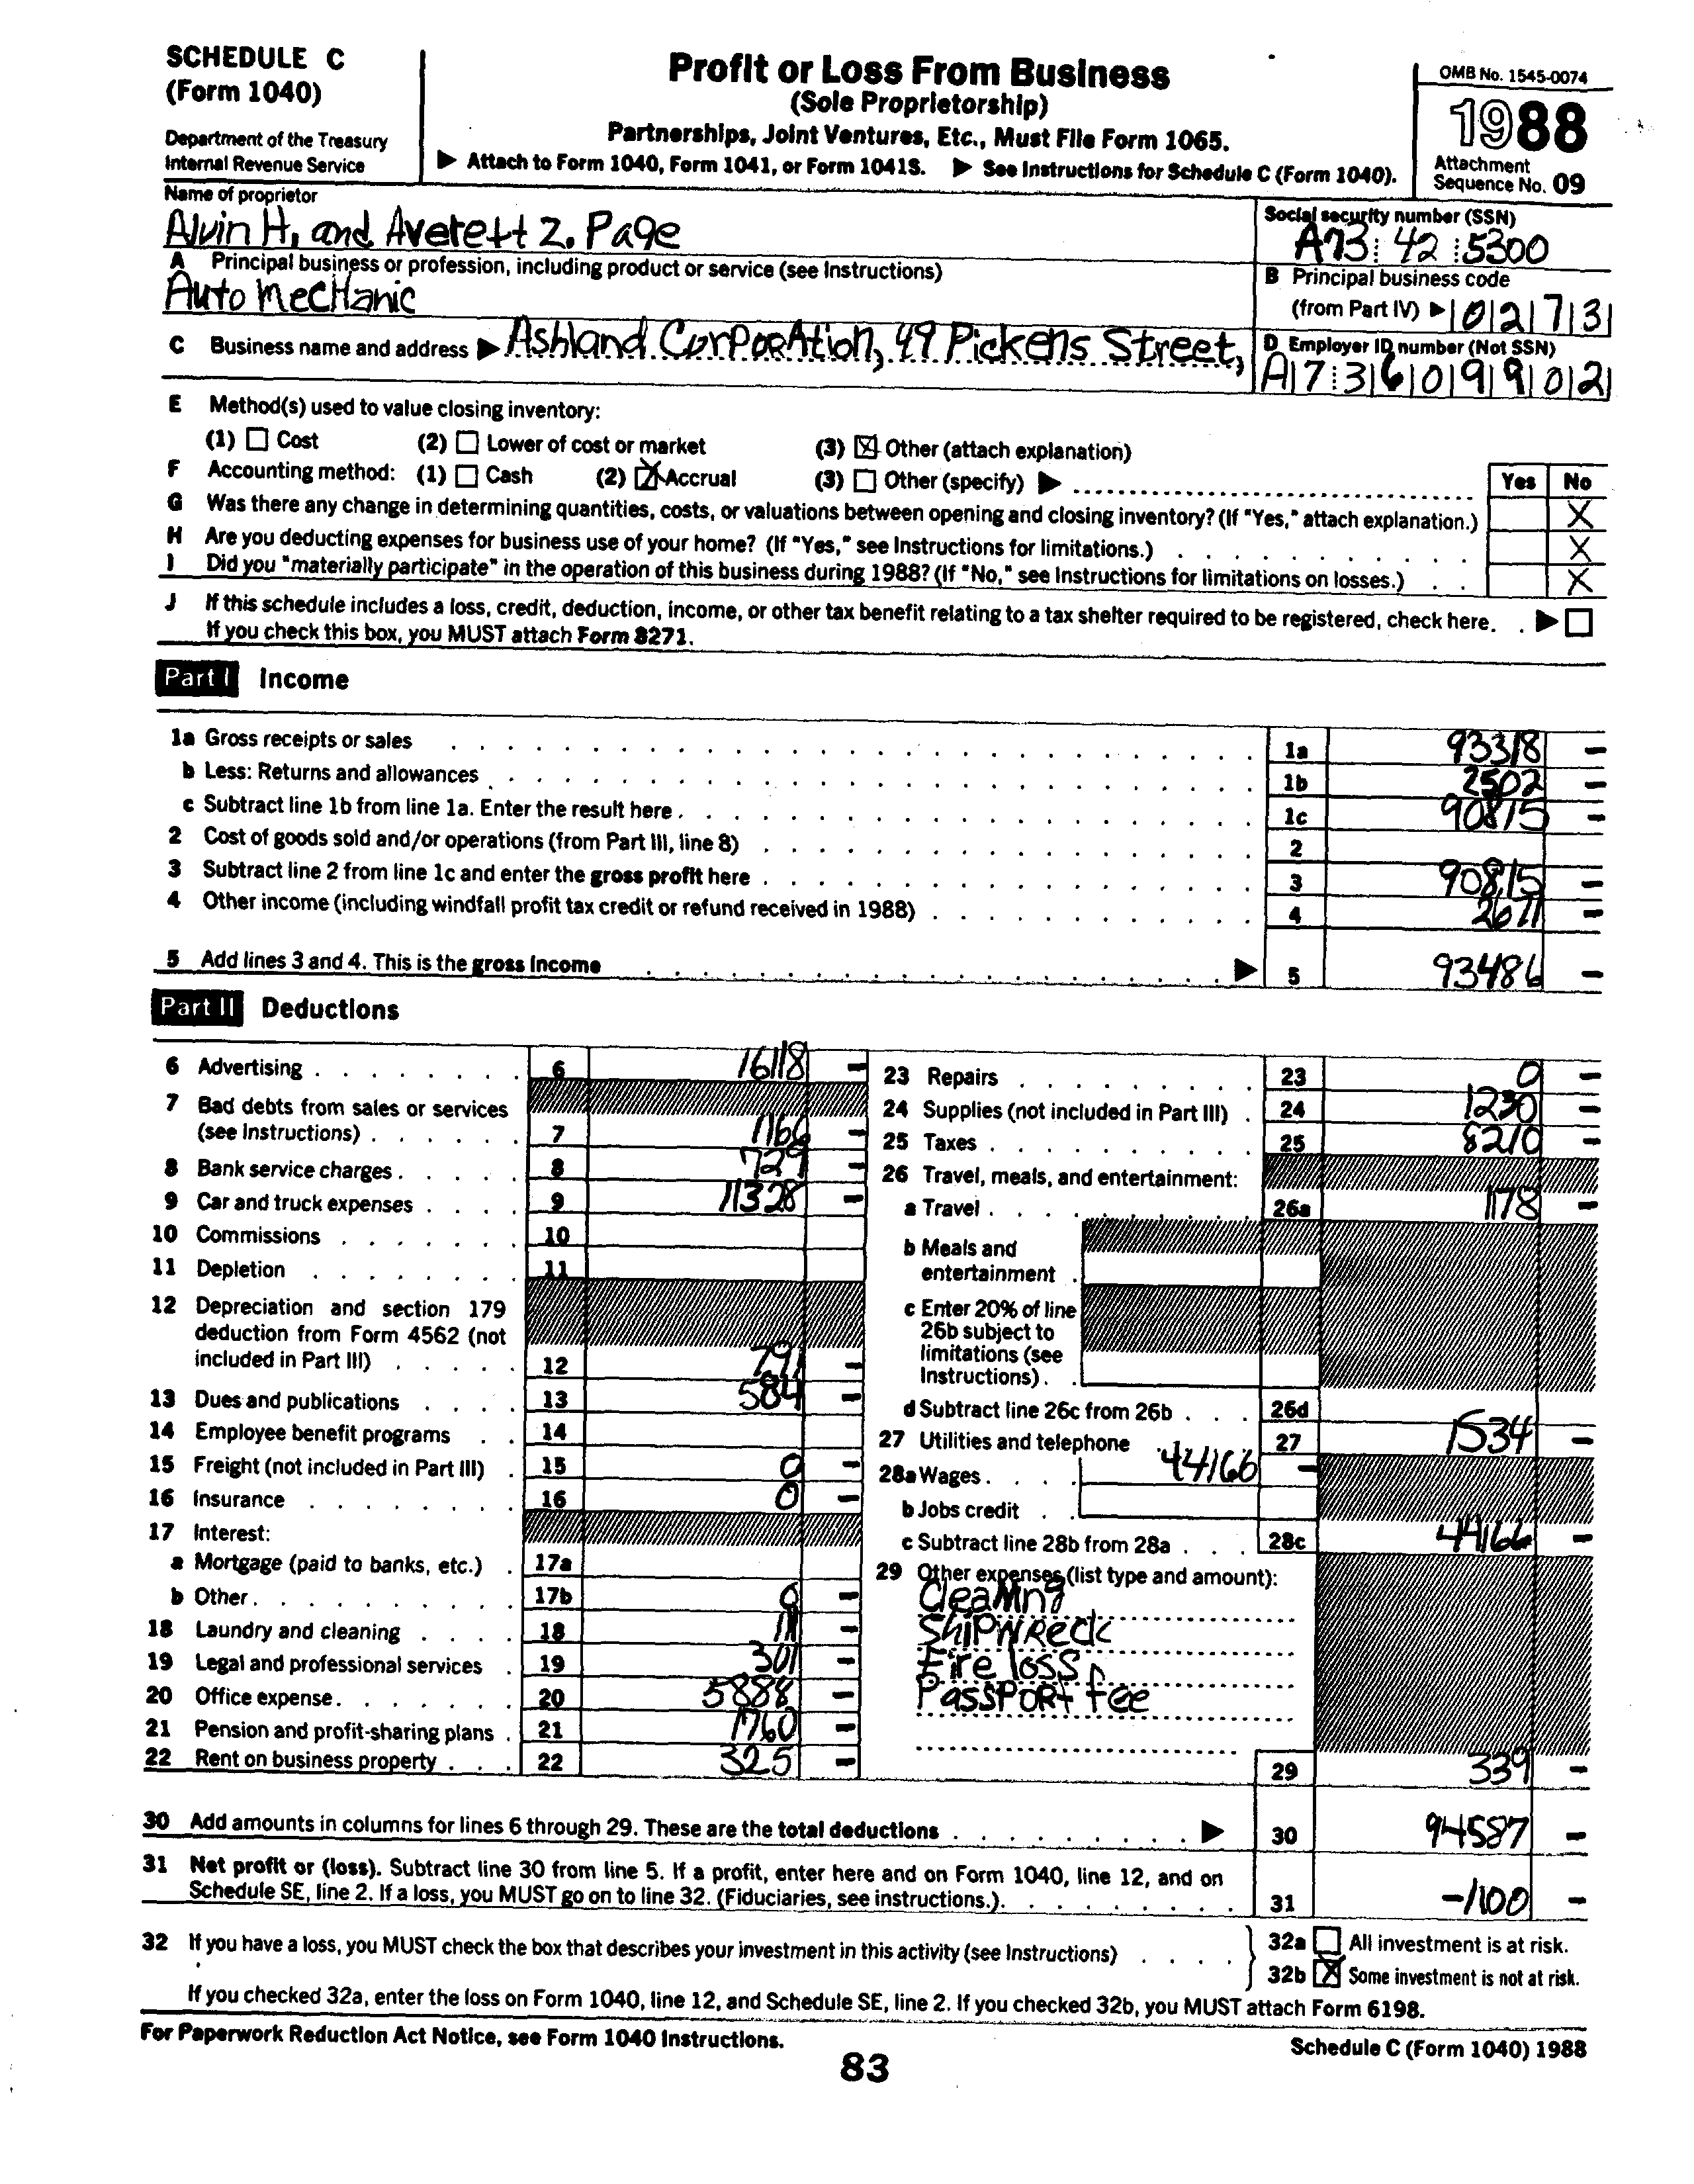 SCHEDULE C
(Form 1040)
Department of the Treasury
Internal Revenue Service
Profit or Loss From Business
(Sole Proprietorship)
Partnerships, Joint Ventures, Etc., Must File Form 1065.
▶ Attach to Form 1040, Form 1041, or Form 1041S. ▶ See Instructions for Schedule C (Form 1040).
OMB No. 1545-0074
1988
Attachment
Sequence No. 09
Name of proprietor
Alvin H. and Averett Z. Page
Social security number (SSN)
A73 42 5300
A Principal business or profession, including product or service (see Instructions)
Auto Mechanic
B Principal business code
(from Part IV) ▶ 0273
C Business name and address ▶ Ashland Corporation, 49 Pickens Street,
D Employer ID number (Not SSN)
A73609902
E Method(s) used to value closing inventory:
(1) ☐ Cost (2) ☐ Lower of cost or market (3) ☒ Other (attach explanation)
F Accounting method: (1) ☐ Cash (2) ☒ Accrual (3) ☐ Other (specify) ▶
Yes No
G Was there any change in determining quantities, costs, or valuations between opening and closing inventory? (If "Yes," attach explanation.) X
H Are you deducting expenses for business use of your home? (If "Yes," see Instructions for limitations.) X
I Did you "materially participate" in the operation of this business during 1988? (If "No," see Instructions for limitations on losses.) X
J If this schedule includes a loss, credit, deduction, income, or other tax benefit relating to a tax shelter required to be registered, check here. ▶ ☐
If you check this box, you MUST attach Form 8271.
Part I Income
1a Gross receipts or sales 1a 93318 -
b Less: Returns and allowances 1b 2502 -
c Subtract line 1b from line 1a. Enter the result here 1c 90815 -
2 Cost of goods sold and/or operations (from Part III, line 8) 2
3 Subtract line 2 from line 1c and enter the gross profit here 3 90815 -
4 Other income (including windfall profit tax credit or refund received in 1988) 4 2671 -
5 Add lines 3 and 4. This is the gross income ▶ 5 93486 -
Part II Deductions
6 Advertising 6 16118 -
7 Bad debts from sales or services
(see Instructions) 7 1166 -
8 Bank service charges 8 729 -
9 Car and truck expenses 9 11328 -
10 Commissions 10
11 Depletion 11
12 Depreciation and section 179
deduction from Form 4562 (not
included in Part III) 12 791 -
13 Dues and publications 13 584 -
14 Employee benefit programs 14
15 Freight (not included in Part III) 15 0 -
16 Insurance 16 0 -
17 Interest:
a Mortgage (paid to banks, etc.) 17a
b Other 17b 0 -
18 Laundry and cleaning 18 -
19 Legal and professional services 19 301 -
20 Office expense 20 5888 -
21 Pension and profit-sharing plans 21 1760 -
22 Rent on business property 22 325 -
23 Repairs 23 0 -
24 Supplies (not included in Part III) 24 1230 -
25 Taxes 25 8210 -
26 Travel, meals, and entertainment:
a Travel 26a 1178 -
b Meals and
entertainment
c Enter 20% of line
26b subject to
limitations (see
Instructions)
d Subtract line 26c from 26b 26d
27 Utilities and telephone 27 1534 -
28a Wages 44166 -
b Jobs credit
c Subtract line 28b from 28a 28c 44166 -
29 Other expenses (list type and amount):
Cleaning
Shipwreck
Fire loss
Passport fee
29 339 -
30 Add amounts in columns for lines 6 through 29. These are the total deductions ▶ 30 94587 -
31 Net profit or (loss). Subtract line 30 from line 5. If a profit, enter here and on Form 1040, line 12, and on
Schedule SE, line 2. If a loss, you MUST go on to line 32. (Fiduciaries, see instructions.) 31 -1100 -
32 If you have a loss, you MUST check the box that describes your investment in this activity (see Instructions)
32a ☐ All investment is at risk.
32b ☒ Some investment is not at risk.
If you checked 32a, enter the loss on Form 1040, line 12, and Schedule SE, line 2. If you checked 32b, you MUST attach Form 6198.
For Paperwork Reduction Act Notice, see Form 1040 Instructions.
Schedule C (Form 1040) 1988
83